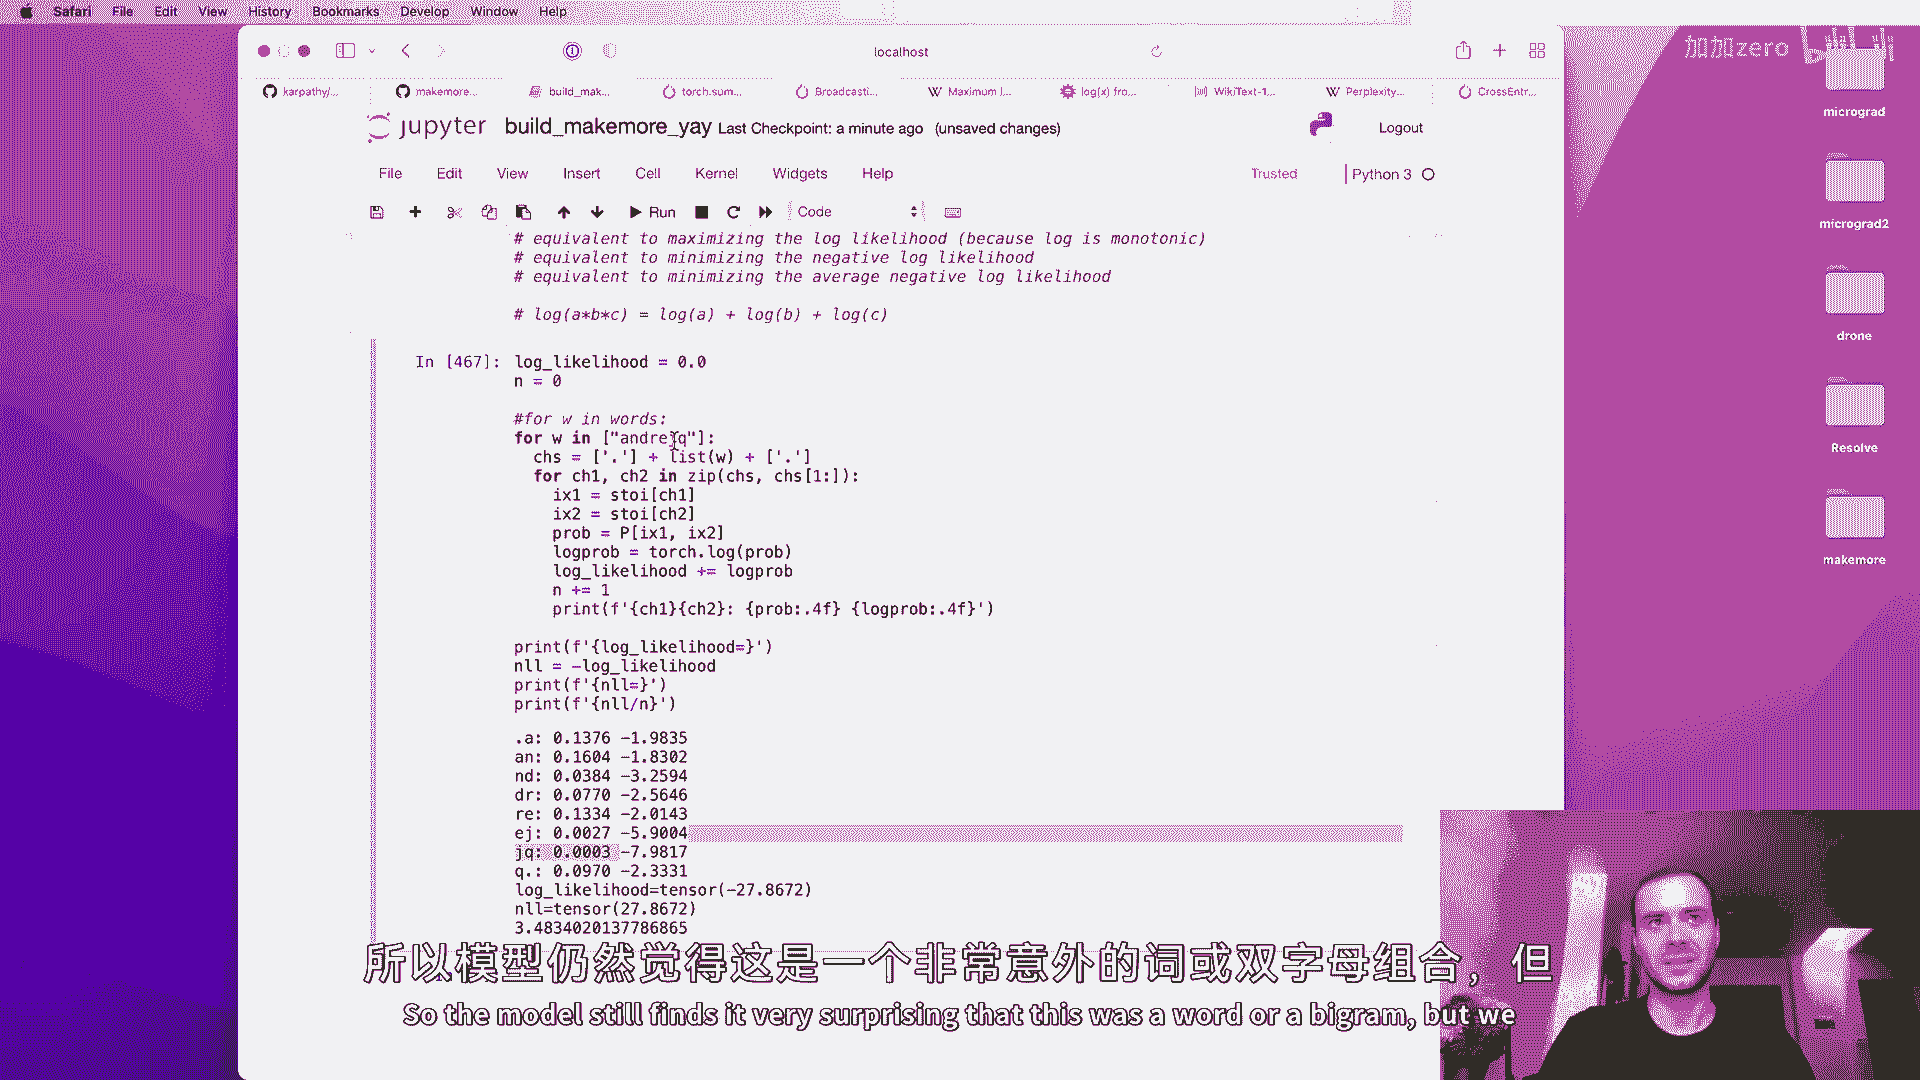 Safari File Edit View History Bookmarks Develop Window Help
加加zero bilibili
localhost
karpathy/... makemore... build_mak... torch.sum... Broadcasti... Maximum l... log(x) fro... WikiText-1... Perplexity... CrossEntr...
jupyter build_makemore_yay Last Checkpoint: a minute ago (unsaved changes) Logout
File Edit View Insert Cell Kernel Widgets Help Trusted Python 3
Run Code
# equivalent to maximizing the log likelihood (because log is monotonic)
# equivalent to minimizing the negative log likelihood
# equivalent to minimizing the average negative log likelihood
# log(a*b*c) = log(a) + log(b) + log(c)
In [467]: log_likelihood = 0.0
n = 0
#for w in words:
for w in ["andrejq"]:
chs = ['.'] + list(w) + ['.']
for ch1, ch2 in zip(chs, chs[1:]):
ix1 = stoi[ch1]
ix2 = stoi[ch2]
prob = P[ix1, ix2]
logprob = torch.log(prob)
log_likelihood += logprob
n += 1
print(f'{ch1}{ch2}: {prob:.4f} {logprob:.4f}')
print(f'{log_likelihood=}')
nll = -log_likelihood
print(f'{nll=}')
print(f'{nll/n}')
.a: 0.1376 -1.9835
an: 0.1604 -1.8302
nd: 0.0384 -3.2594
dr: 0.0770 -2.5646
re: 0.1334 -2.0143
ej: 0.0027 -5.9004
jq: 0.0003 -7.9817
q.: 0.0970 -2.3331
log_likelihood=tensor(-27.8672)
nll=tensor(27.8672)
3.4834020137786865
micrograd
micrograd2
drone
Resolve
makemore
所以模型仍然觉得这是一个非常意外的词或双字母组合，但
So the model still finds it very surprising that this was a word or a bigram, but we